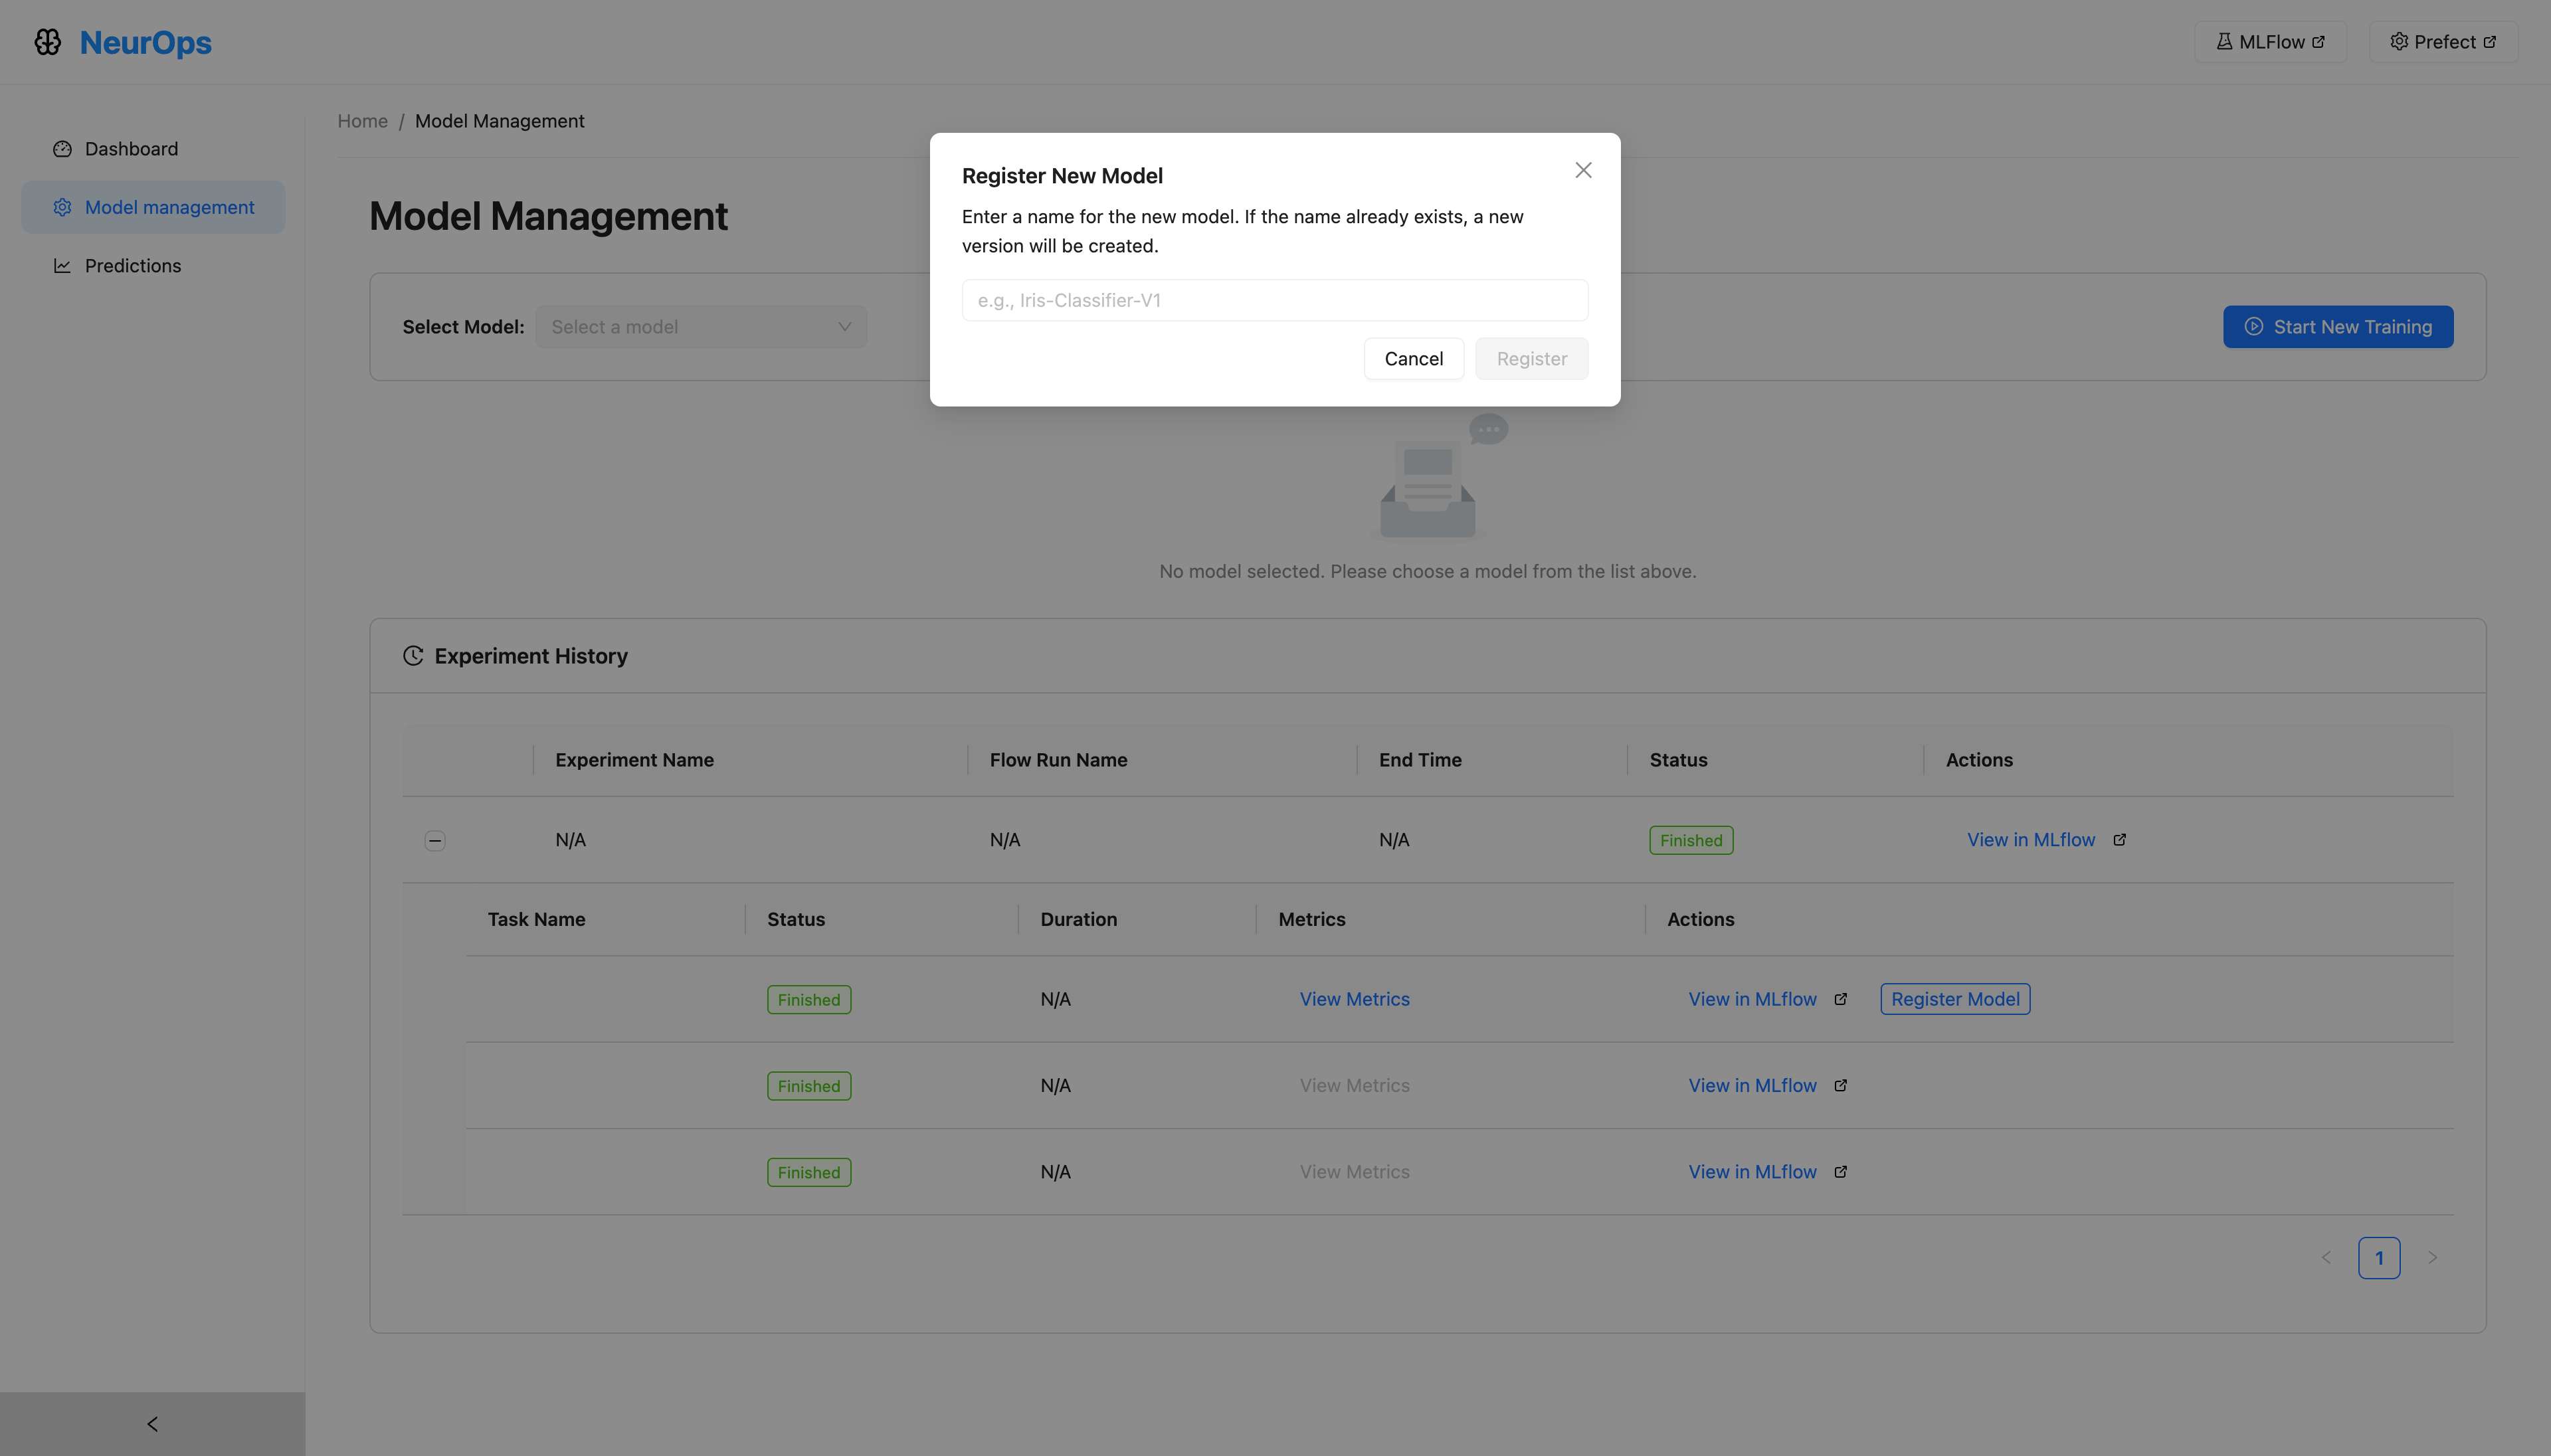 NeurOps
MLFlow
Prefect
Dashboard
Model management
Predictions
Home / Model Management
Model Management
Select Model: Select a model
Start New Training
Register New Model
Enter a name for the new model. If the name already exists, a new
version will be created.
e.g., Iris-Classifier-V1
Cancel Register
No model selected. Please choose a model from the list above.
Experiment History
Experiment Name Flow Run Name End Time Status Actions
N/A N/A N/A Finished View in MLflow
Task Name Status Duration Metrics Actions
Finished N/A View Metrics View in MLflow Register Model
Finished N/A View Metrics View in MLflow
Finished N/A View Metrics View in MLflow
1